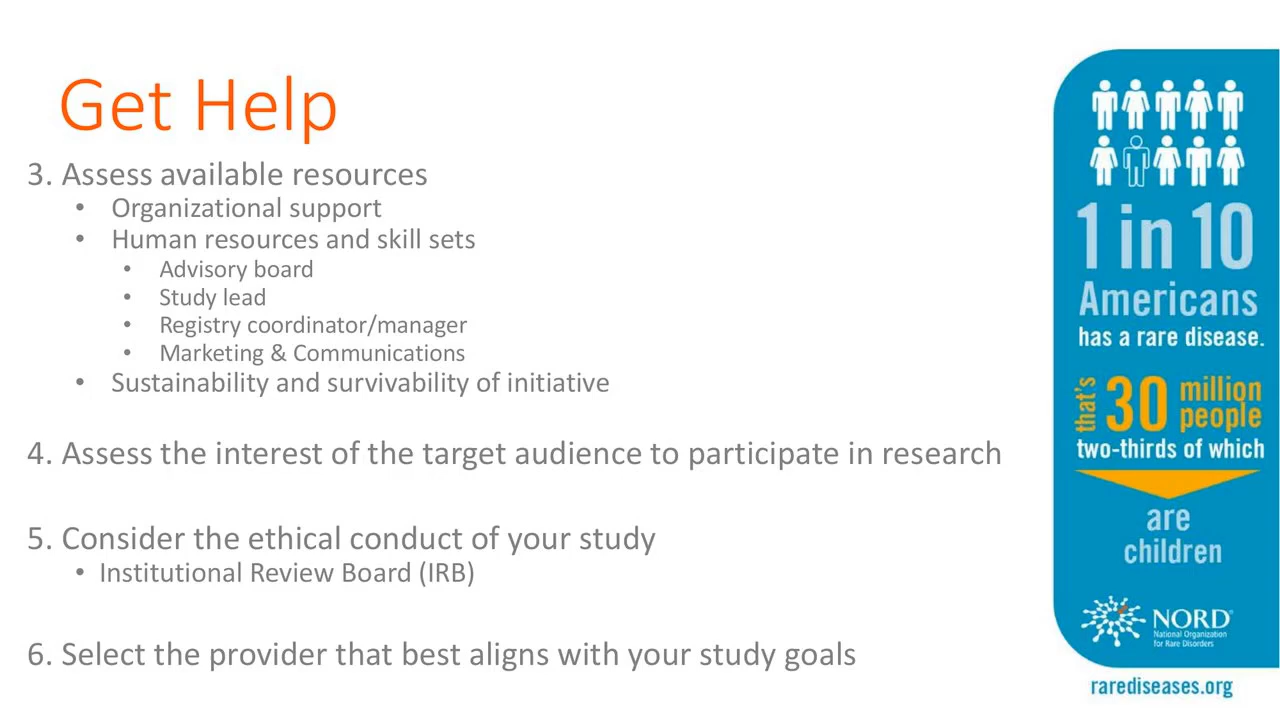 Get Help
3. Assess available resources
• Organizational support
• Human resources and skill sets
• Advisory board
• Study lead
• Registry coordinator/manager
• Marketing & Communications
• Sustainability and survivability of initiative
4. Assess the interest of the target audience to participate in research
5. Consider the ethical conduct of your study
• Institutional Review Board (IRB)
6. Select the provider that best aligns with your study goals
1 in 10
Americans
has a rare disease.
that's 30 million
people
two-thirds of which
are
children
NORD®
National Organization
for Rare Disorders
rarediseases.org